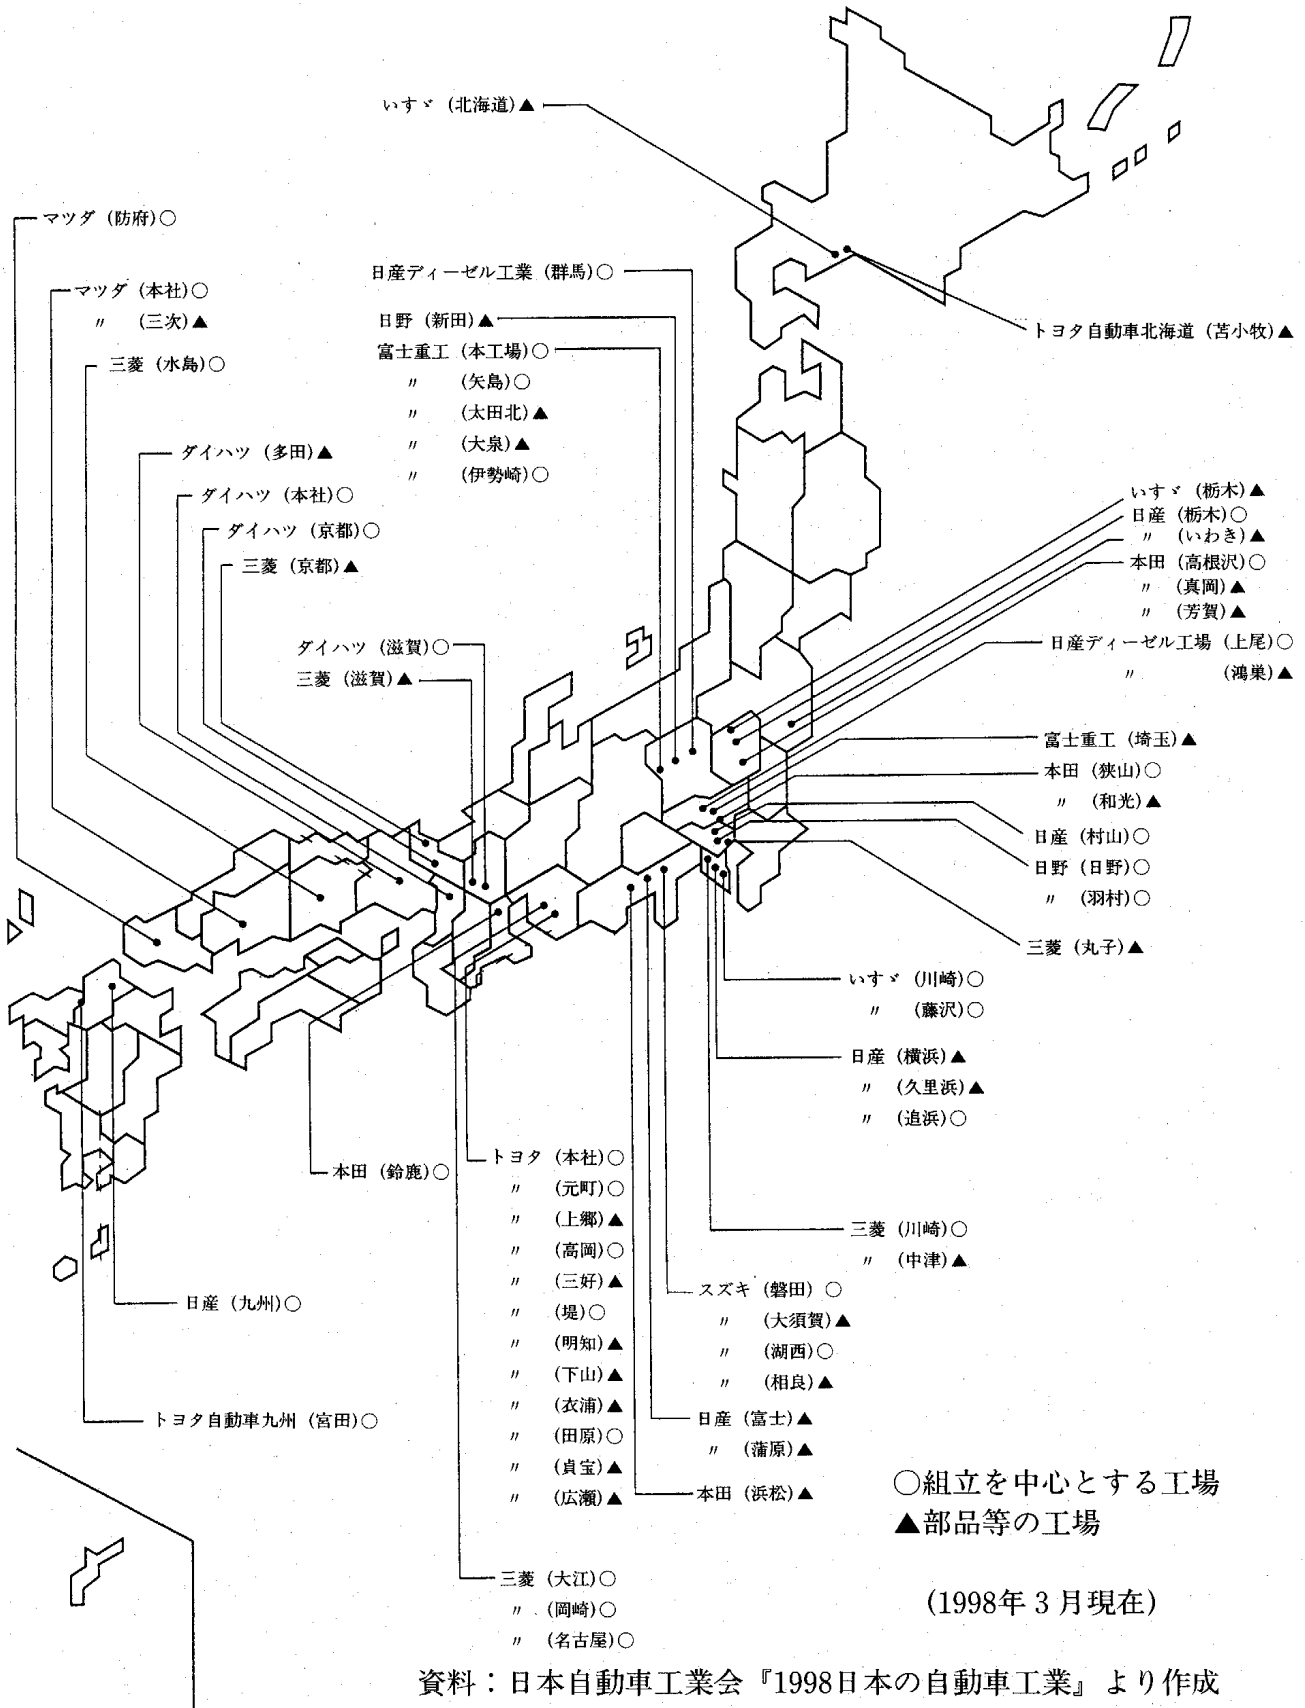 いすゞ (北海道)▲
マツダ (防府)○
マツダ (本社)○
〃 (三次)▲
三菱 (水島)○
日産ディーゼル工業 (群馬)○
日野 (新田)▲
富士重工 (本工場)○
〃 (矢島)○
〃 (太田北)▲
〃 (大泉)▲
〃 (伊勢崎)○
トヨタ自動車北海道 (苫小牧)▲
ダイハツ (多田)▲
ダイハツ (本社)○
ダイハツ (京都)○
三菱 (京都)▲
ダイハツ (滋賀)○
三菱 (滋賀)▲
いすゞ (栃木)▲
日産 (栃木)○
〃 (いわき)▲
本田 (高根沢)○
〃 (真岡)▲
〃 (芳賀)▲
日産ディーゼル工場 (上尾)○
〃 (鴻巣)▲
富士重工 (埼玉)▲
本田 (狭山)○
〃 (和光)▲
日産 (村山)○
日野 (日野)○
〃 (羽村)○
三菱 (丸子)▲
いすゞ (川崎)○
〃 (藤沢)○
日産 (横浜)▲
〃 (久里浜)▲
〃 (追浜)○
三菱 (川崎)○
〃 (中津)▲
本田 (鈴鹿)○
トヨタ (本社)○
〃 (元町)○
〃 (上郷)▲
〃 (高岡)○
〃 (三好)▲
〃 (堤)○
〃 (明知)▲
〃 (下山)▲
〃 (衣浦)▲
〃 (田原)○
〃 (貞宝)▲
〃 (広瀬)▲
スズキ (磐田)○
〃 (大須賀)▲
〃 (湖西)○
〃 (相良)▲
日産 (富士)▲
〃 (蒲原)▲
本田 (浜松)▲
日産 (九州)○
トヨタ自動車九州 (宮田)○
三菱 (大江)○
〃 (岡崎)○
〃 (名古屋)○
○組立を中心とする工場
▲部品等の工場
(1998年3月現在)
資料：日本自動車工業会『1998日本の自動車工業』より作成